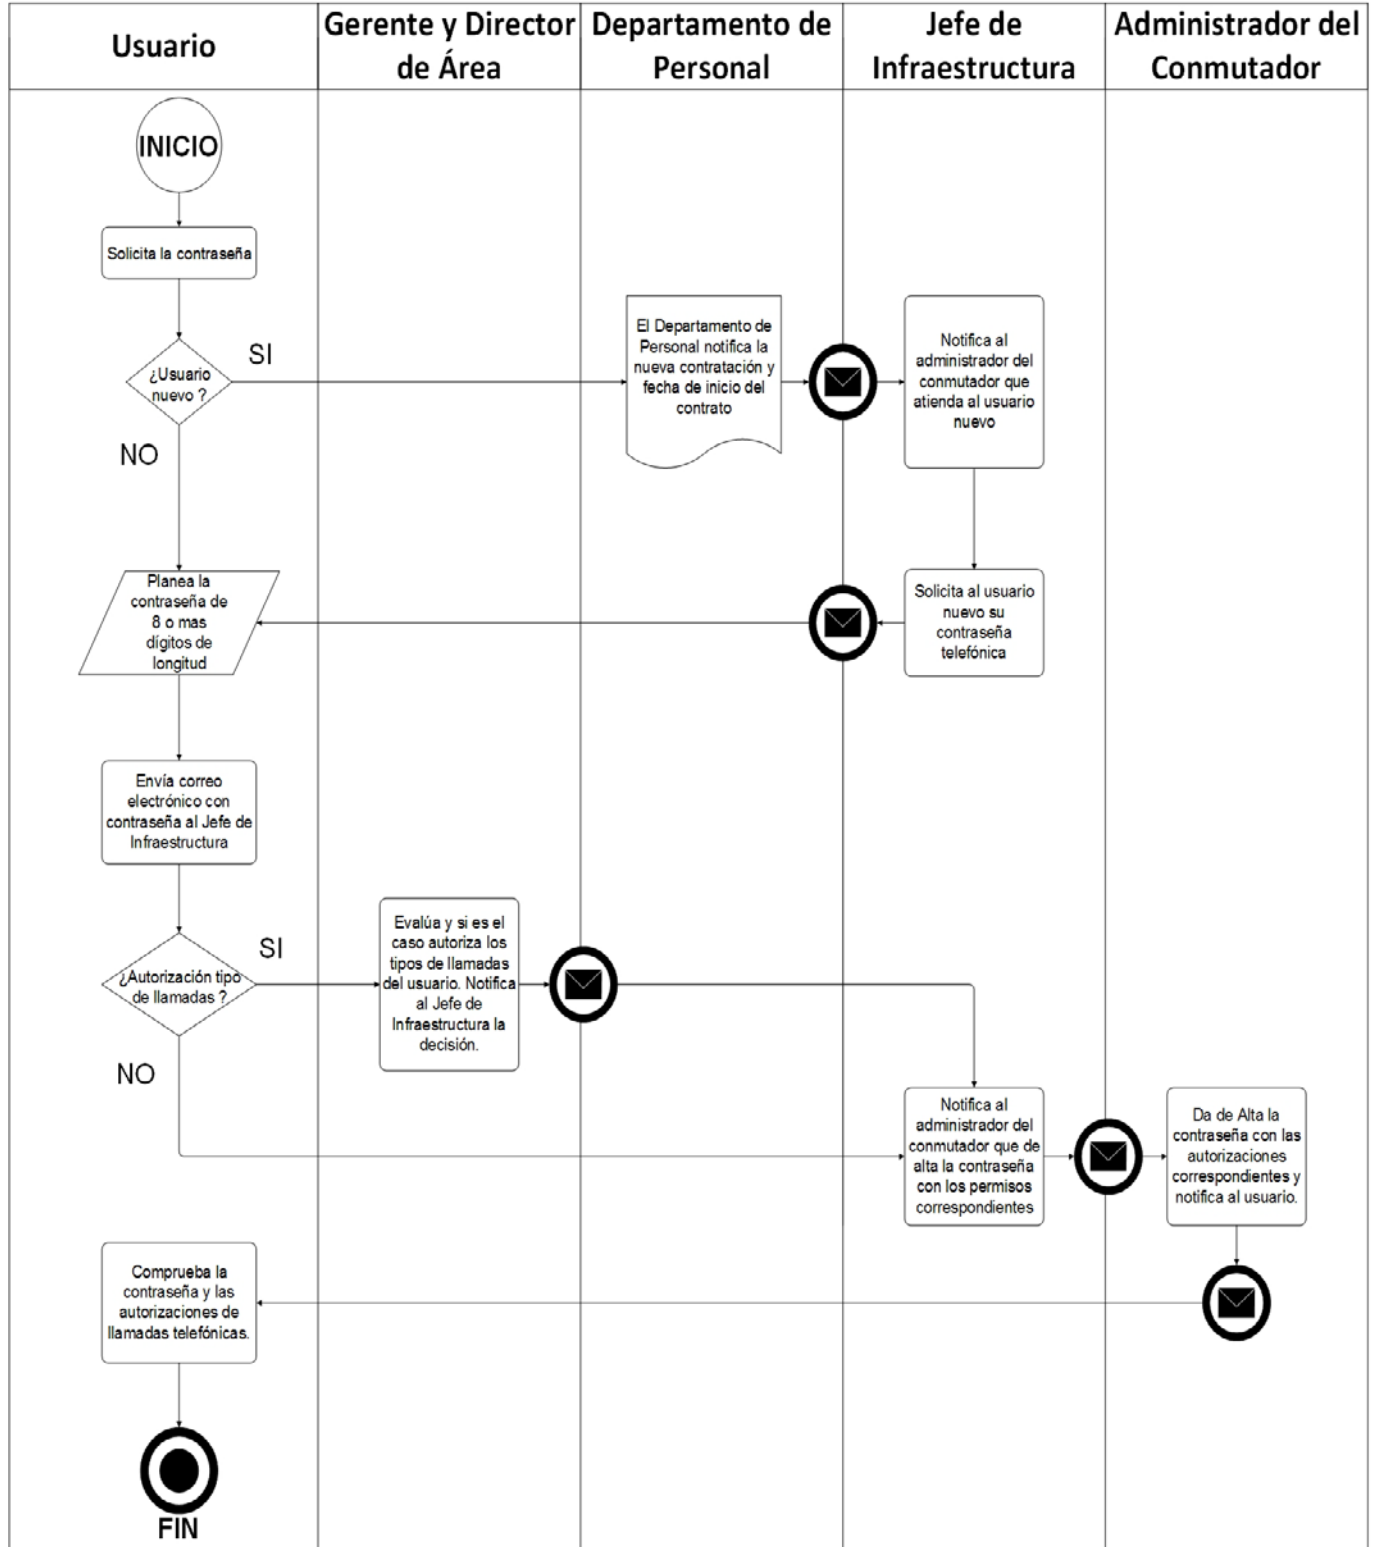 Usuario
Gerente y Director
de Área
Departamento de
Personal
Jefe de
Infraestructura
Administrador del
Conmutador
INICIO
Solicita la contraseña
¿Usuario
nuevo ?
SI
NO
El Departamento de
Personal notifica la
nueva contratación y
fecha de inicio del
contrato
Notifica al
administrador del
conmutador que
atienda al usuario
nuevo
Solicita al usuario
nuevo su
contraseña
telefónica
Planea la
contraseña de
8 o mas
dígitos de
longitud
Envía correo
electrónico con
contraseña al Jefe de
Infraestructura
¿Autorización tipo
de llamadas ?
SI
NO
Evalúa y si es el
caso autoriza los
tipos de llamadas
del usuario. Notifica
al Jefe de
Infraestructura la
decisión.
Notifica al
administrador del
conmutador que de
alta la contraseña
con los permisos
correspondientes
Da de Alta la
contraseña con las
autorizaciones
correspondientes y
notifica al usuario.
Comprueba la
contraseña y las
autorizaciones de
llamadas telefónicas.
FIN